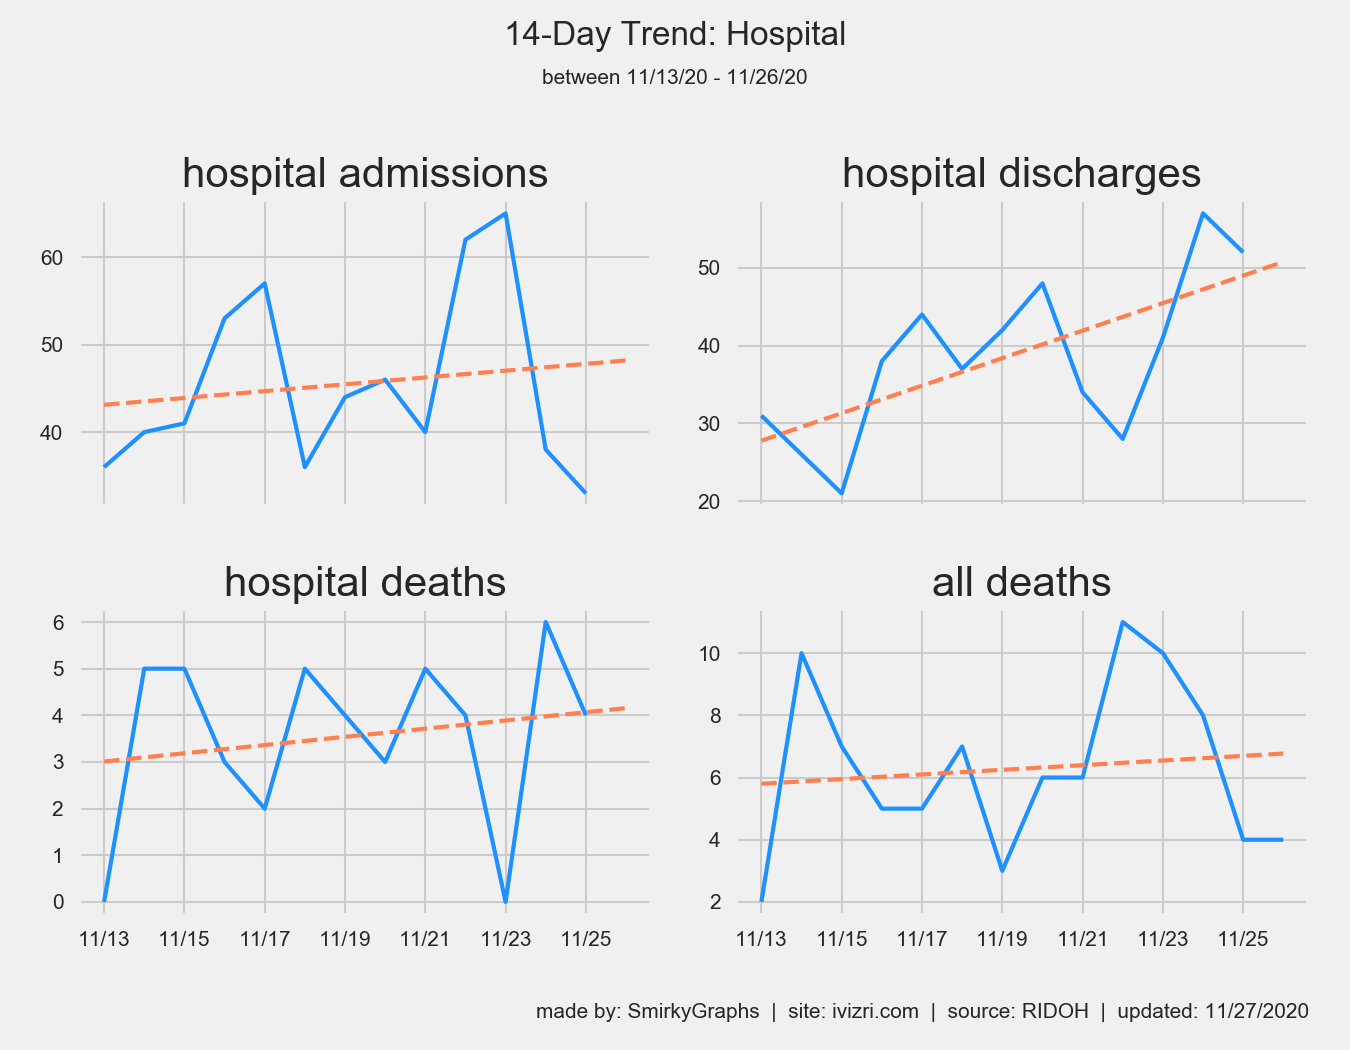 14-Day Trend: Hospital
between 11/13/20 - 11/26/20
hospital admissions
60
50
40
hospital discharges
50
40
30
20
hospital deaths
6
5
4
3
2
1
0
11/13 11/15 11/17 11/19 11/21 11/23 11/25
all deaths
10
8
6
4
2
11/13 11/15 11/17 11/19 11/21 11/23 11/25
made by: SmirkyGraphs | site: ivizri.com | source: RIDOH | updated: 11/27/2020